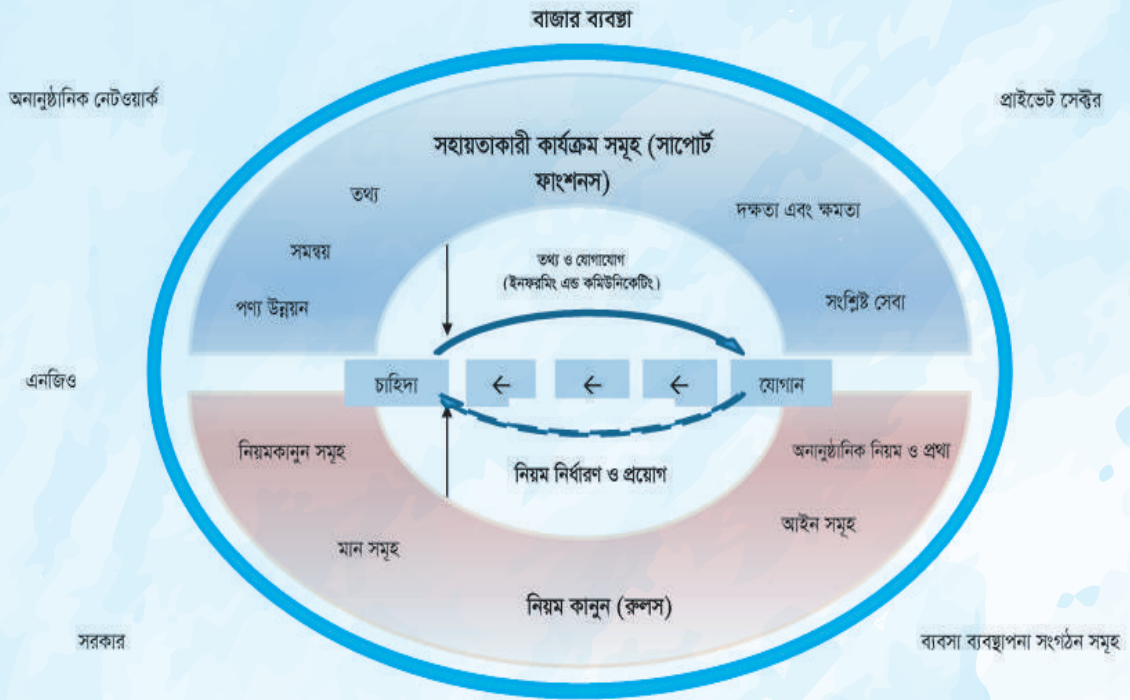 বাজার ব্যবস্থা
অনানুষ্ঠানিক নেটওয়ার্ক
প্রাইভেট সেক্টর
সহায়তাকারী কার্যক্রম সমূহ (সাপোর্ট
ফাংশনস)
তথ্য
দক্ষতা এবং ক্ষমতা
সমন্বয়
তথ্য ও যোগাযোগ
(ইনফরমিং এন্ড কমিউনিকেটিং)
পণ্য উন্নয়ন
সংশ্লিষ্ট সেবা
এনজিও
চাহিদা
যোগান
নিয়মকানুন সমূহ
অনানুষ্ঠানিক নিয়ম ও প্রথা
নিয়ম নির্ধারণ ও প্রয়োগ
আইন সমূহ
মান সমূহ
নিয়ম কানুন (রুলস)
সরকার
ব্যবসা ব্যবস্থাপনা সংগঠন সমূহ